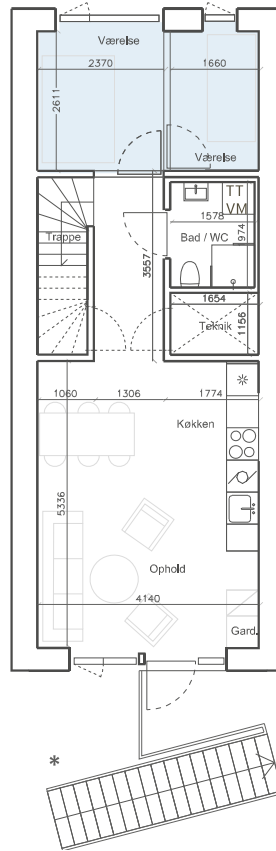 Værelse
2370
1660
2611
Værelse
TT
VM
1578
Trappe
Bad / WC
974
3557
1654
Teknik
1156
1060
1306
1774
Køkken
5336
Ophold
4140
Gard.
*